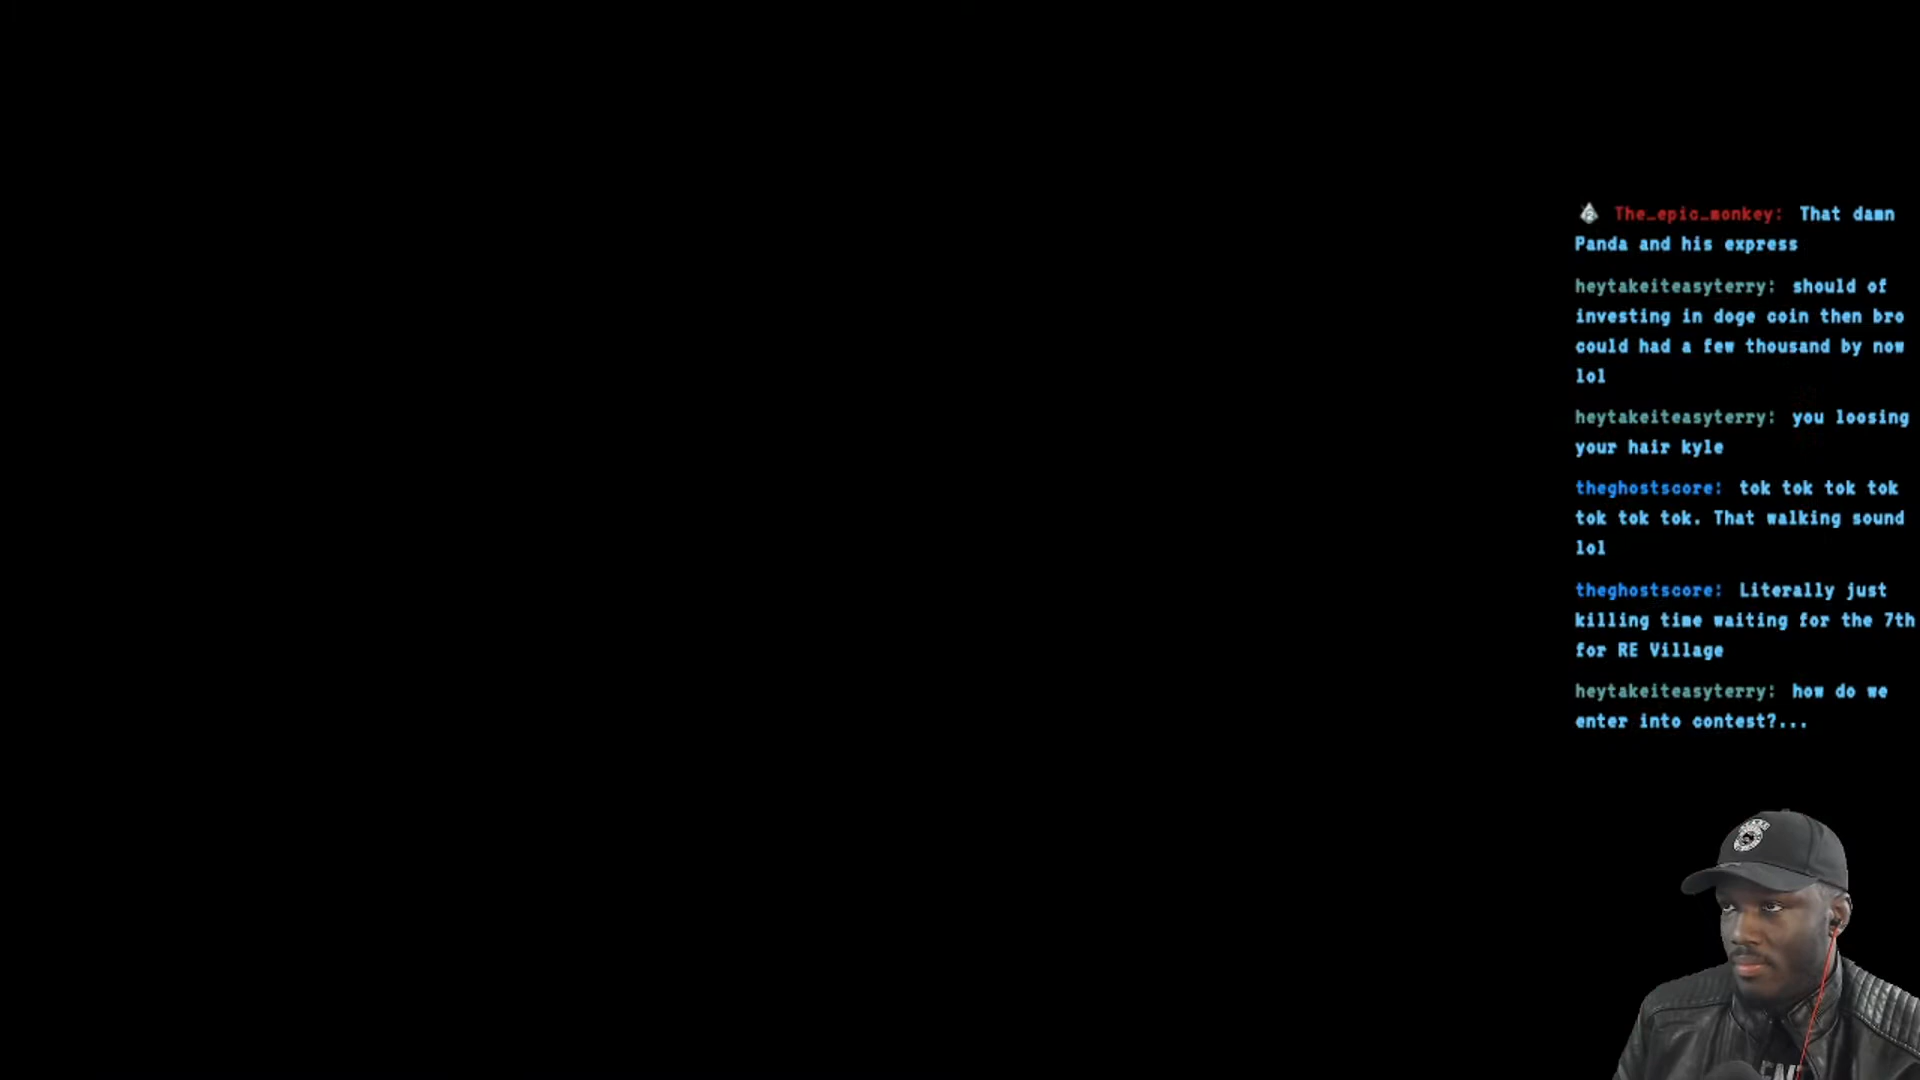 The_epic_monkey: That damn
Panda and his express
heytakeiteasyterry: should of
investing in doge coin then bro
could had a few thousand by now
lol
heytakeiteasyterry: you loosing
your hair kyle
theghostscore: tok tok tok tok
tok tok tok. That walking sound
lol
theghostscore: Literally just
killing time waiting for the 7th
for RE Village
heytakeiteasyterry: how do we
enter into contest?...